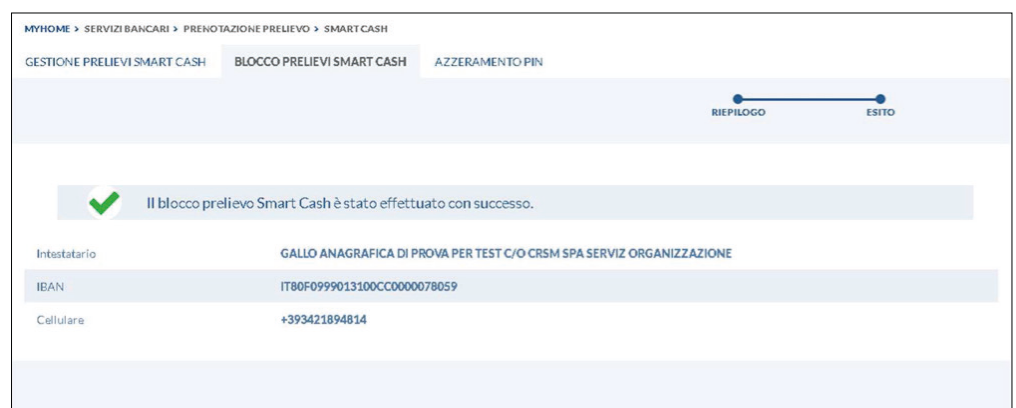 MYHOME > SERVIZI BANCARI > PRENOTAZIONE PRELIEVO > SMART CASH
GESTIONE PRELIEVI SMART CASH BLOCCO PRELIEVI SMART CASH AZZERAMENTO PIN
RIEPILOGO ESITO
Il blocco prelievo Smart Cash è stato effettuato con successo.
Intestatario GALLO ANAGRAFICA DI PROVA PER TEST C/O CRSM SPA SERVIZ ORGANIZZAZIONE
IBAN IT80F0999013100CC0000078059
Cellulare +393421894814